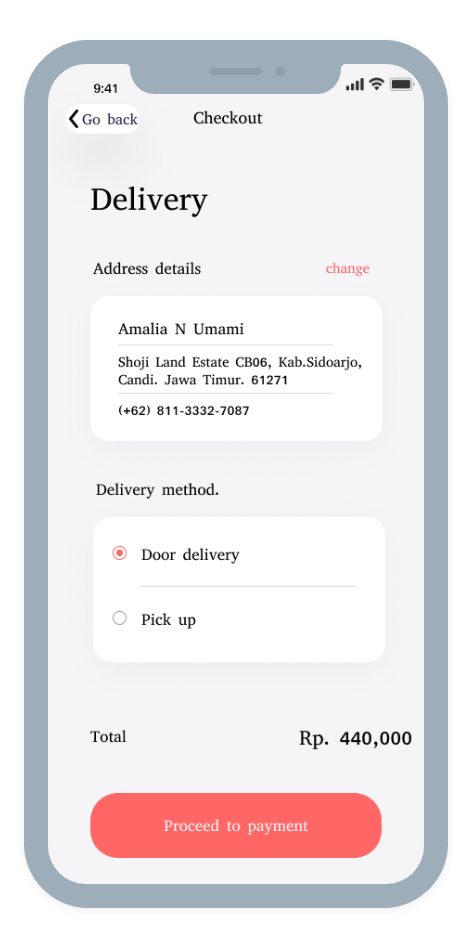 9:41
Go back
Checkout
Delivery
Address details
change
Amalia N Umami
Shoji Land Estate CB06, Kab.Sidoarjo,
Candi. Jawa Timur. 61271
(+62) 811-3332-7087
Delivery method.
Door delivery
Pick up
Total
Rp. 440,000
Proceed to payment